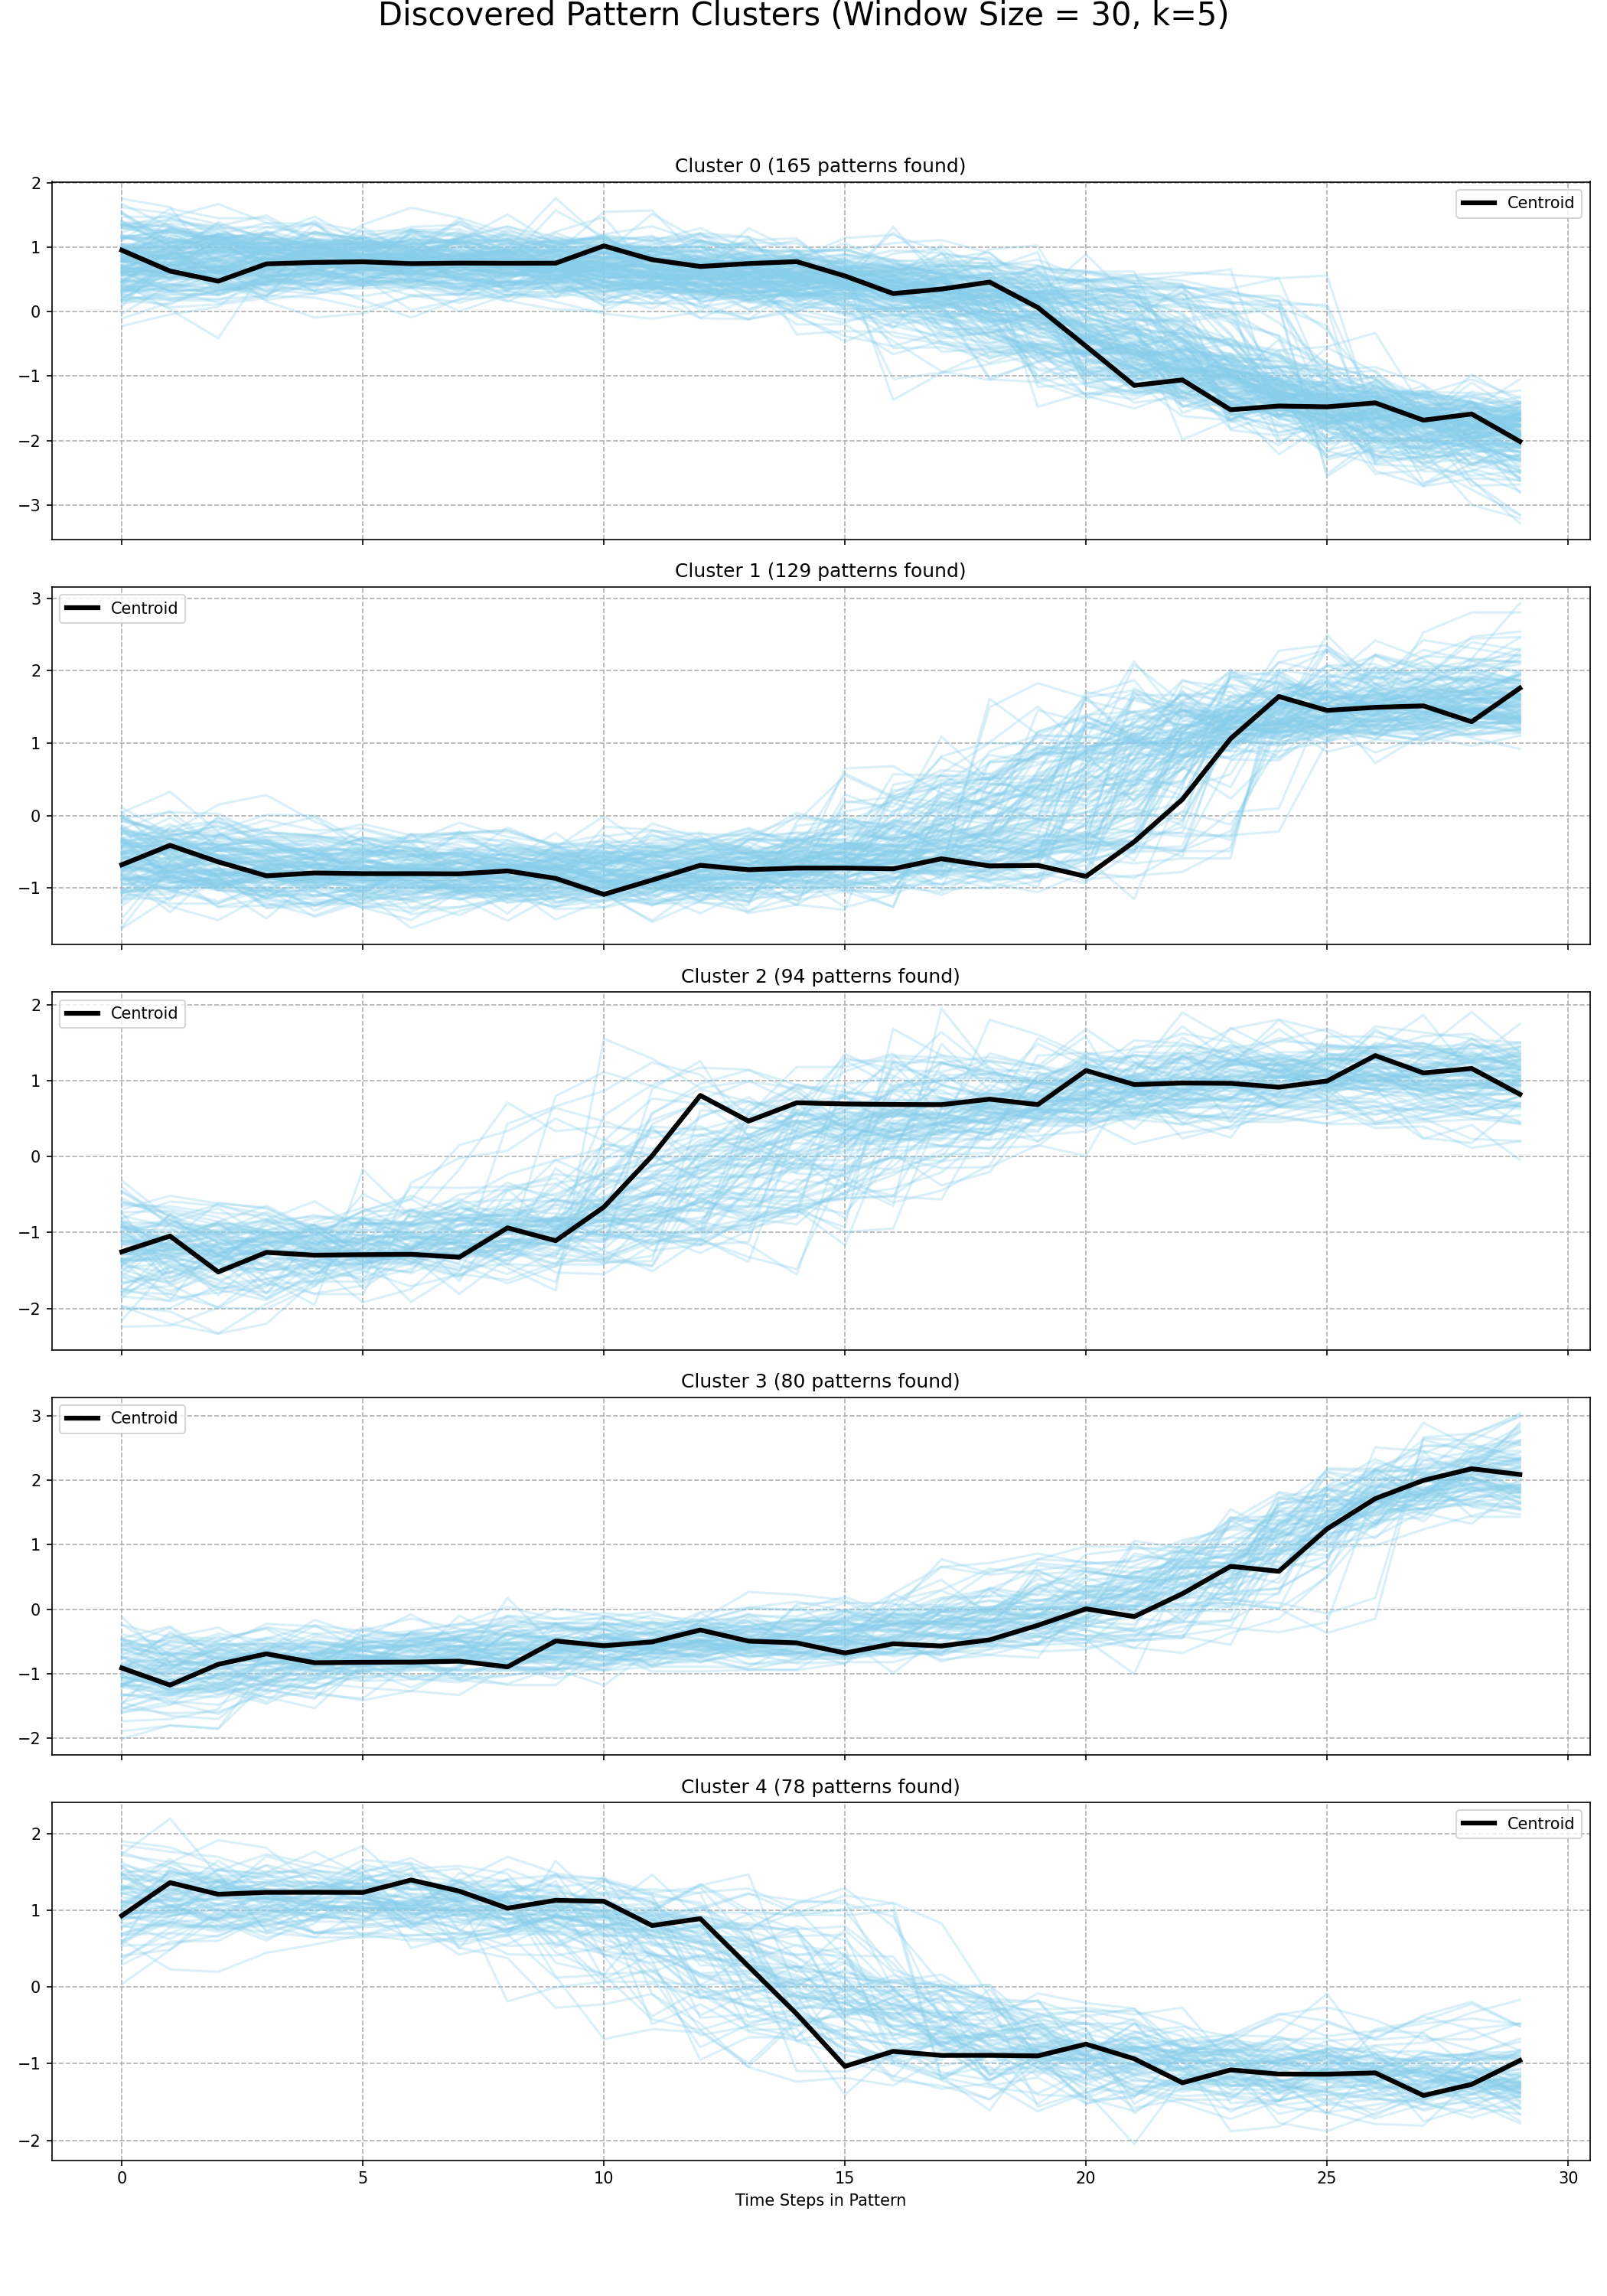 Discovered Pattern Clusters (Window Size = 30, k=5)
Cluster 0 (165 patterns found)
Centroid
2
1
0
−1
−2
−3
Cluster 1 (129 patterns found)
Centroid
3
2
1
0
−1
Cluster 2 (94 patterns found)
Centroid
2
1
0
−1
−2
Cluster 3 (80 patterns found)
Centroid
3
2
1
0
−1
−2
Cluster 4 (78 patterns found)
Centroid
2
1
0
−1
−2
0 5 10 15 20 25 30
Time Steps in Pattern